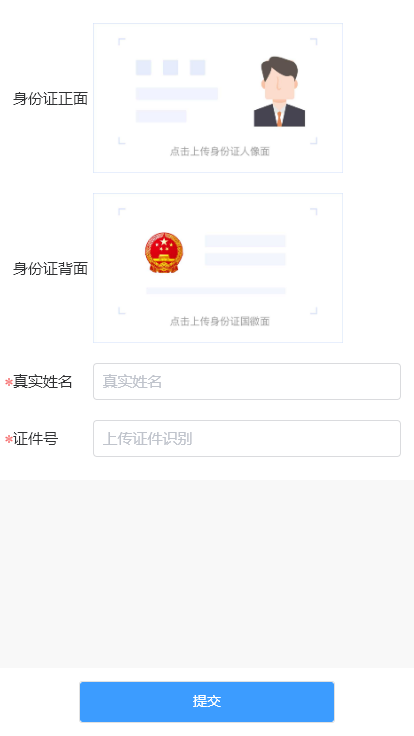 身份证正面
点击上传身份证人像面
身份证背面
点击上传身份证国徽面
*真实姓名
真实姓名
*证件号
上传证件识别
提交